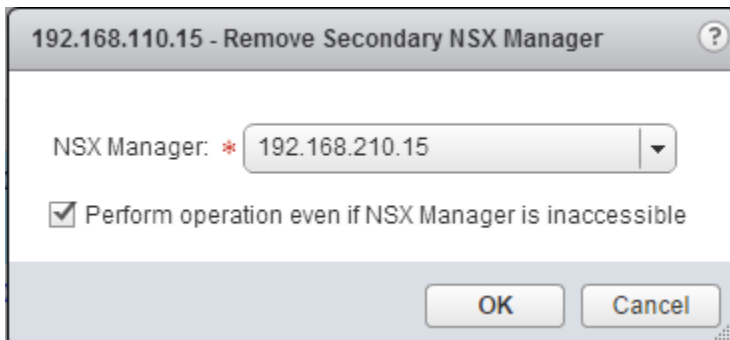 192.168.110.15 - Remove Secondary NSX Manager ?
NSX Manager: * 192.168.210.15
Perform operation even if NSX Manager is inaccessible
OK Cancel